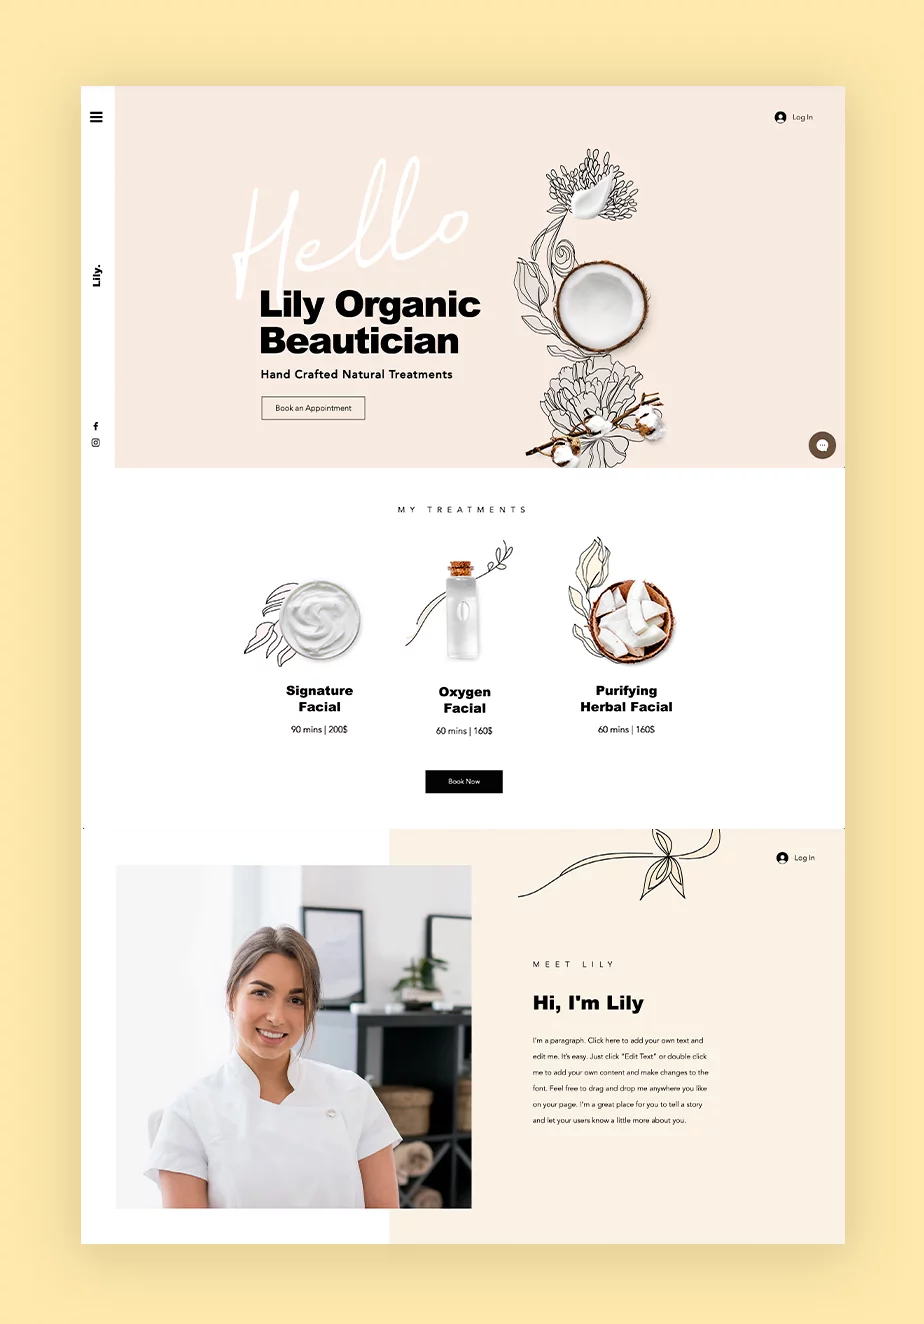 Log In
Hello
Lily Organic
Beautician
Hand Crafted Natural Treatments
Book an Appointment
Lily.
MY TREATMENTS
Signature
Facial
90 mins | 200$
Oxygen
Facial
60 mins | 160$
Purifying
Herbal Facial
60 mins | 160$
Book Now
Log In
MEET LILY
Hi, I'm Lily
I'm a paragraph. Click here to add your own text and
edit me. It's easy. Just click "Edit Text" or double click
me to add your own content and make changes to the
font. Feel free to drag and drop me anywhere you like
on your page. I'm a great place for you to tell a story
and let your users know a little more about you.